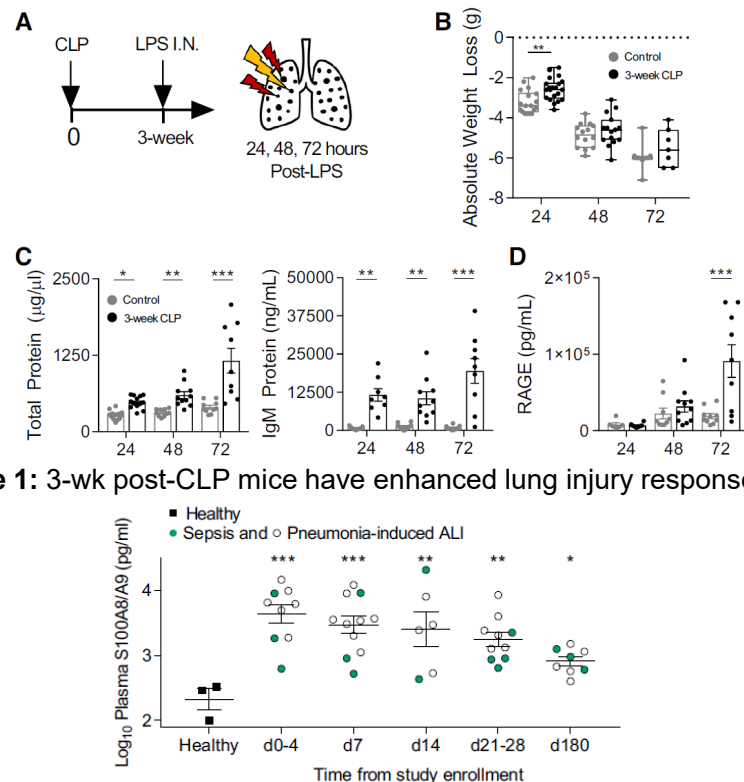 A
CLP
LPS I.N.
0
3-week
24, 48, 72 hours
Post-LPS
B
Absolute Weight Loss (g)
0
-2
-4
-6
-8
**
Control
3-week CLP
24
48
72
C
Total Protein (µg/µl)
2500
1250
0
*
**
***
Control
3-week CLP
24
48
72
IgM Protein (ng/mL)
50000
37500
25000
12500
0
**
**
***
24
48
72
D
RAGE (pg/mL)
2×10⁵
1×10⁵
0
***
24
48
72
e 1: 3-wk post-CLP mice have enhanced lung injury response
Healthy
Sepsis and Pneumonia-induced ALI
Log10 Plasma S100A8/A9 (pg/ml)
4
3
2
***
***
**
**
*
Healthy
d0-4
d7
d14
d21-28
d180
Time from study enrollment